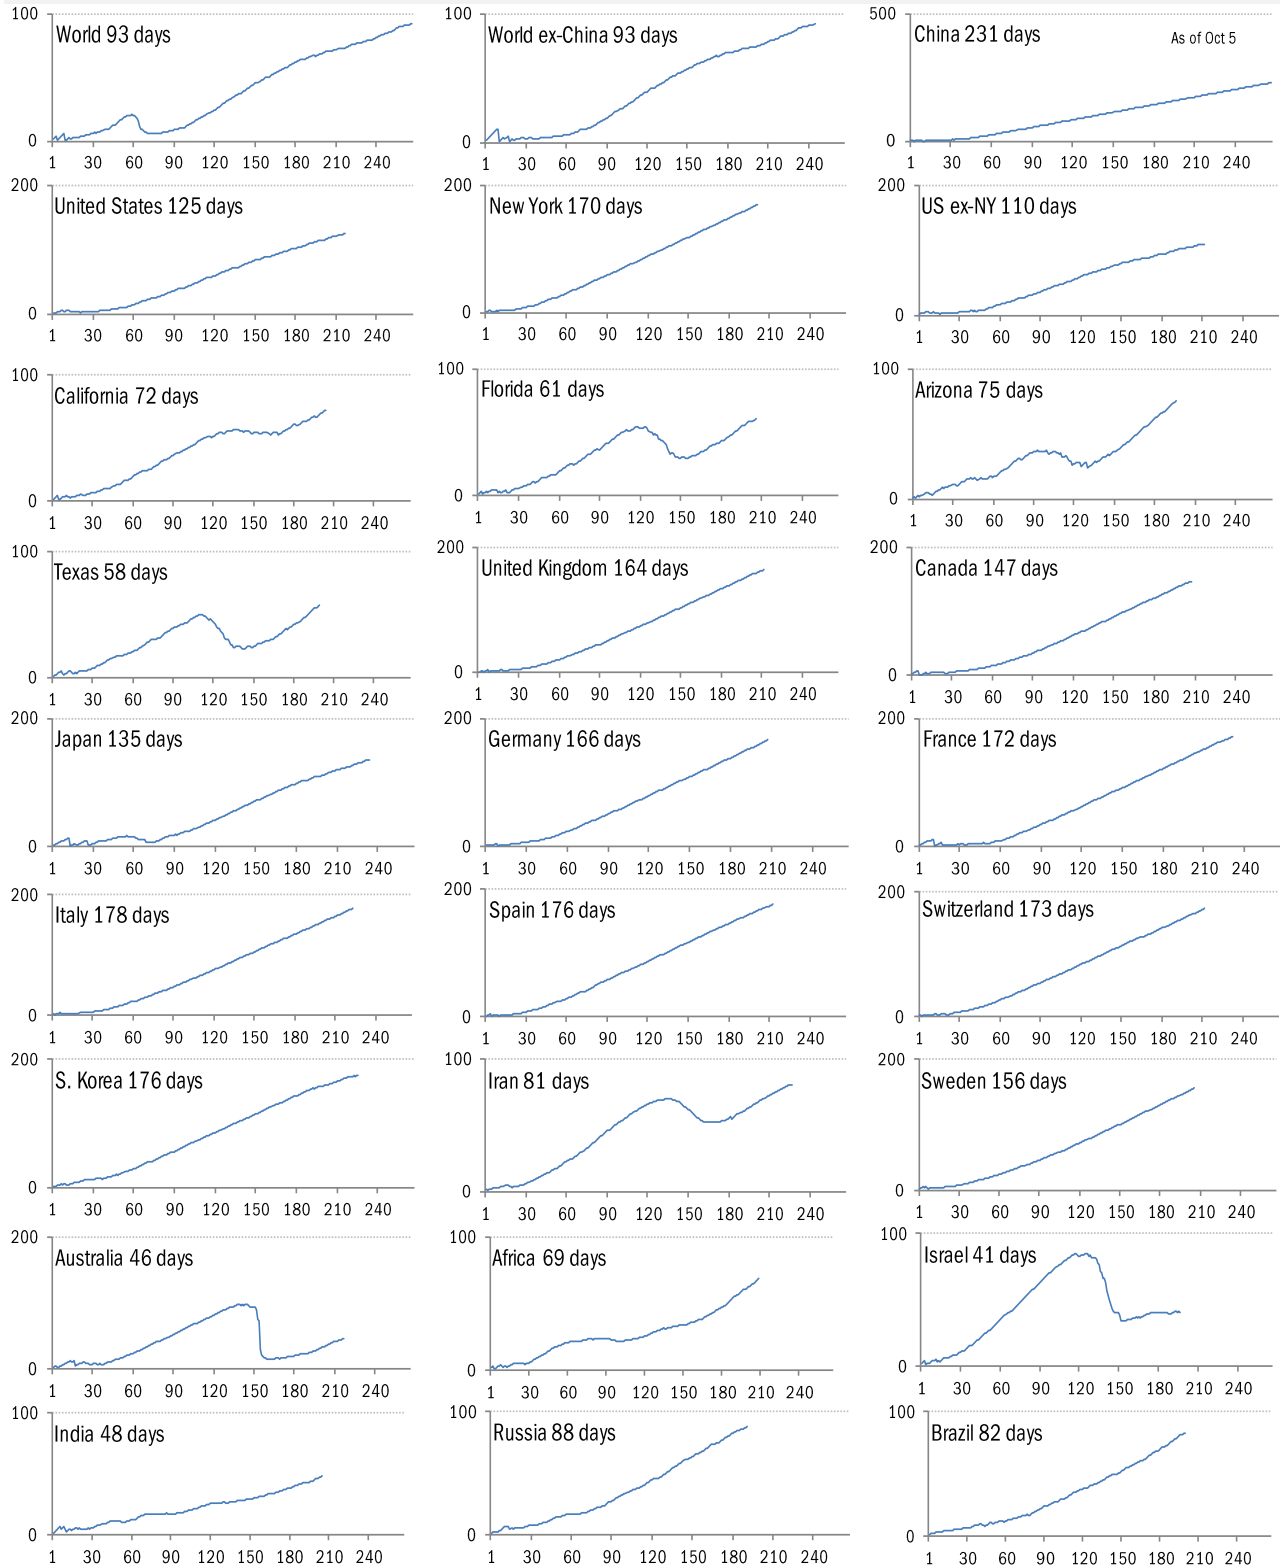 100 100 500
World 93 days World ex-China 93 days China 231 days As of Oct 5
0 0 0
1 30 60 90 120 150 180 210 240 1 30 60 90 120 150 180 210 240 1 30 60 90 120 150 180 210 240
200 200 200
United States 125 days New York 170 days US ex-NY 110 days
0 0 0
1 30 60 90 120 150 180 210 240 1 30 60 90 120 150 180 210 240 1 30 60 90 120 150 180 210 240
100 100 100
California 72 days Florida 61 days Arizona 75 days
0 0 0
1 30 60 90 120 150 180 210 240 1 30 60 90 120 150 180 210 240 1 30 60 90 120 150 180 210 240
100 200 200
Texas 58 days United Kingdom 164 days Canada 147 days
0 0 0
1 30 60 90 120 150 180 210 240 1 30 60 90 120 150 180 210 240 1 30 60 90 120 150 180 210 240
200 200 200
Japan 135 days Germany 166 days France 172 days
0 0 0
1 30 60 90 120 150 180 210 240 1 30 60 90 120 150 180 210 240 1 30 60 90 120 150 180 210 240
200 200 200
Italy 178 days Spain 176 days Switzerland 173 days
0 0 0
1 30 60 90 120 150 180 210 240 1 30 60 90 120 150 180 210 240 1 30 60 90 120 150 180 210 240
200 100 200
S. Korea 176 days Iran 81 days Sweden 156 days
0 0 0
1 30 60 90 120 150 180 210 240 1 30 60 90 120 150 180 210 240 1 30 60 90 120 150 180 210 240
200 100 100
Australia 46 days Africa 69 days Israel 41 days
0 0 0
1 30 60 90 120 150 180 210 240 1 30 60 90 120 150 180 210 240 1 30 60 90 120 150 180 210 240
100 100 100
India 48 days Russia 88 days Brazil 82 days
0 0 0
1 30 60 90 120 150 180 210 240 1 30 60 90 120 150 180 210 240 1 30 60 90 120 150 180 210 240